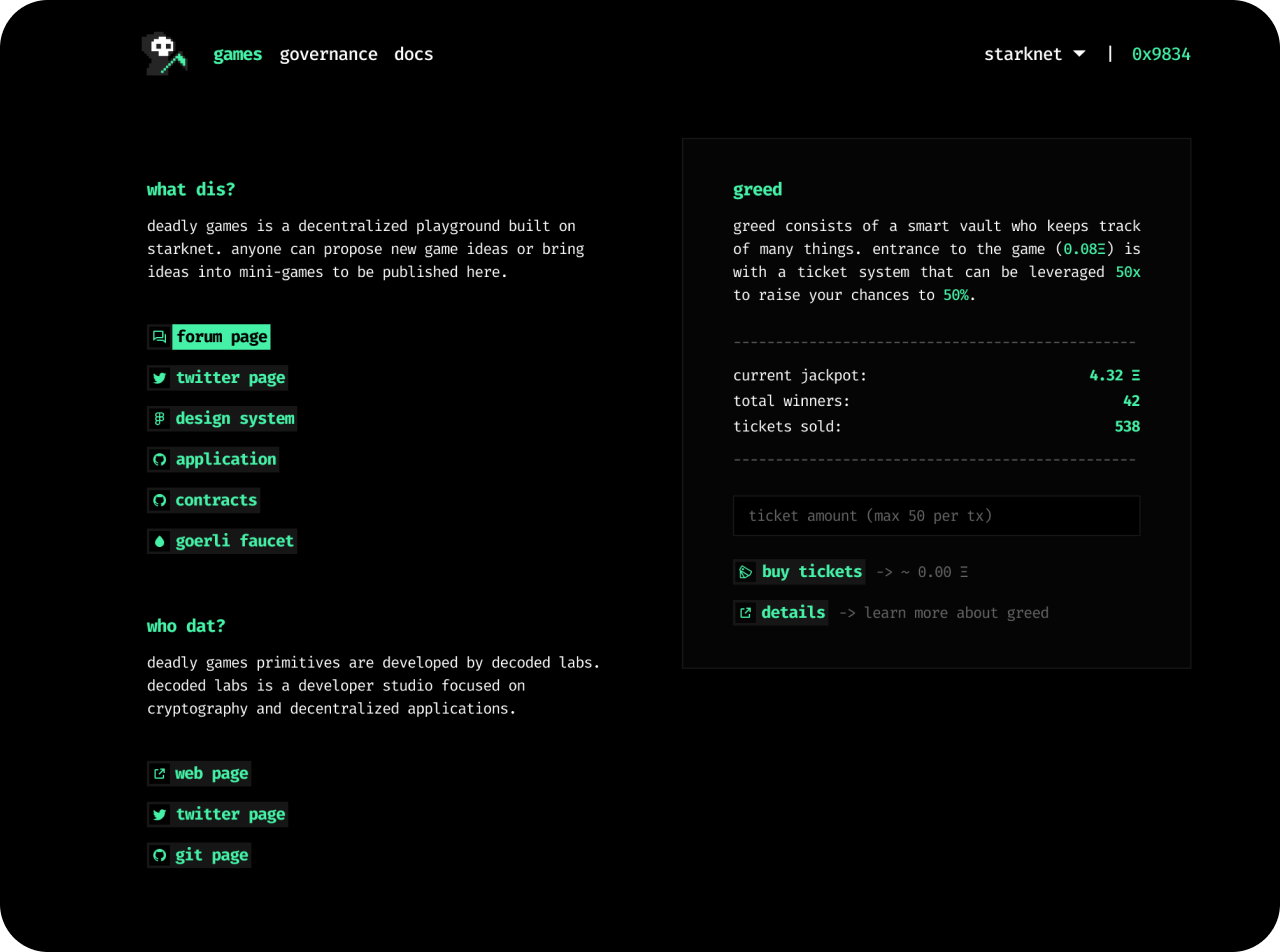 games governance docs
starknet | 0x9834
what dis?
deadly games is a decentralized playground built on
starknet. anyone can propose new game ideas or bring
ideas into mini-games to be published here.
forum page
twitter page
design system
application
contracts
goerli faucet
who dat?
deadly games primitives are developed by decoded labs.
decoded labs is a developer studio focused on
cryptography and decentralized applications.
web page
twitter page
git page
greed
greed consists of a smart vault who keeps track
of many things. entrance to the game (0.08Ξ) is
with a ticket system that can be leveraged 50x
to raise your chances to 50%.
------------------------------------------------
current jackpot: 4.32 Ξ
total winners: 42
tickets sold: 538
------------------------------------------------
ticket amount (max 50 per tx)
buy tickets -> ~ 0.00 Ξ
details -> learn more about greed